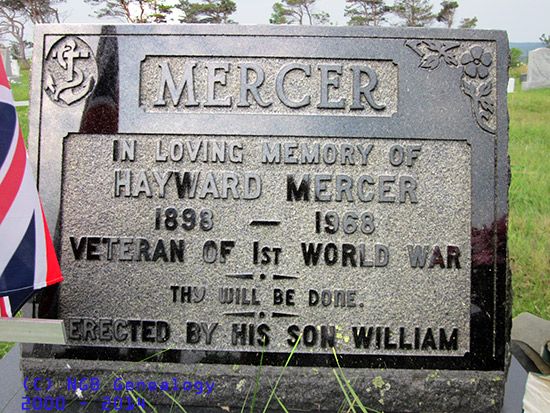 MERCER
IN LOVING MEMORY OF
HAYWARD MERCER
1898 — 1968
VETERAN OF 1ST WORLD WAR
THY WILL BE DONE.
ERECTED BY HIS SON WILLIAM
(C) NGB Genealogy
2000 - 2014